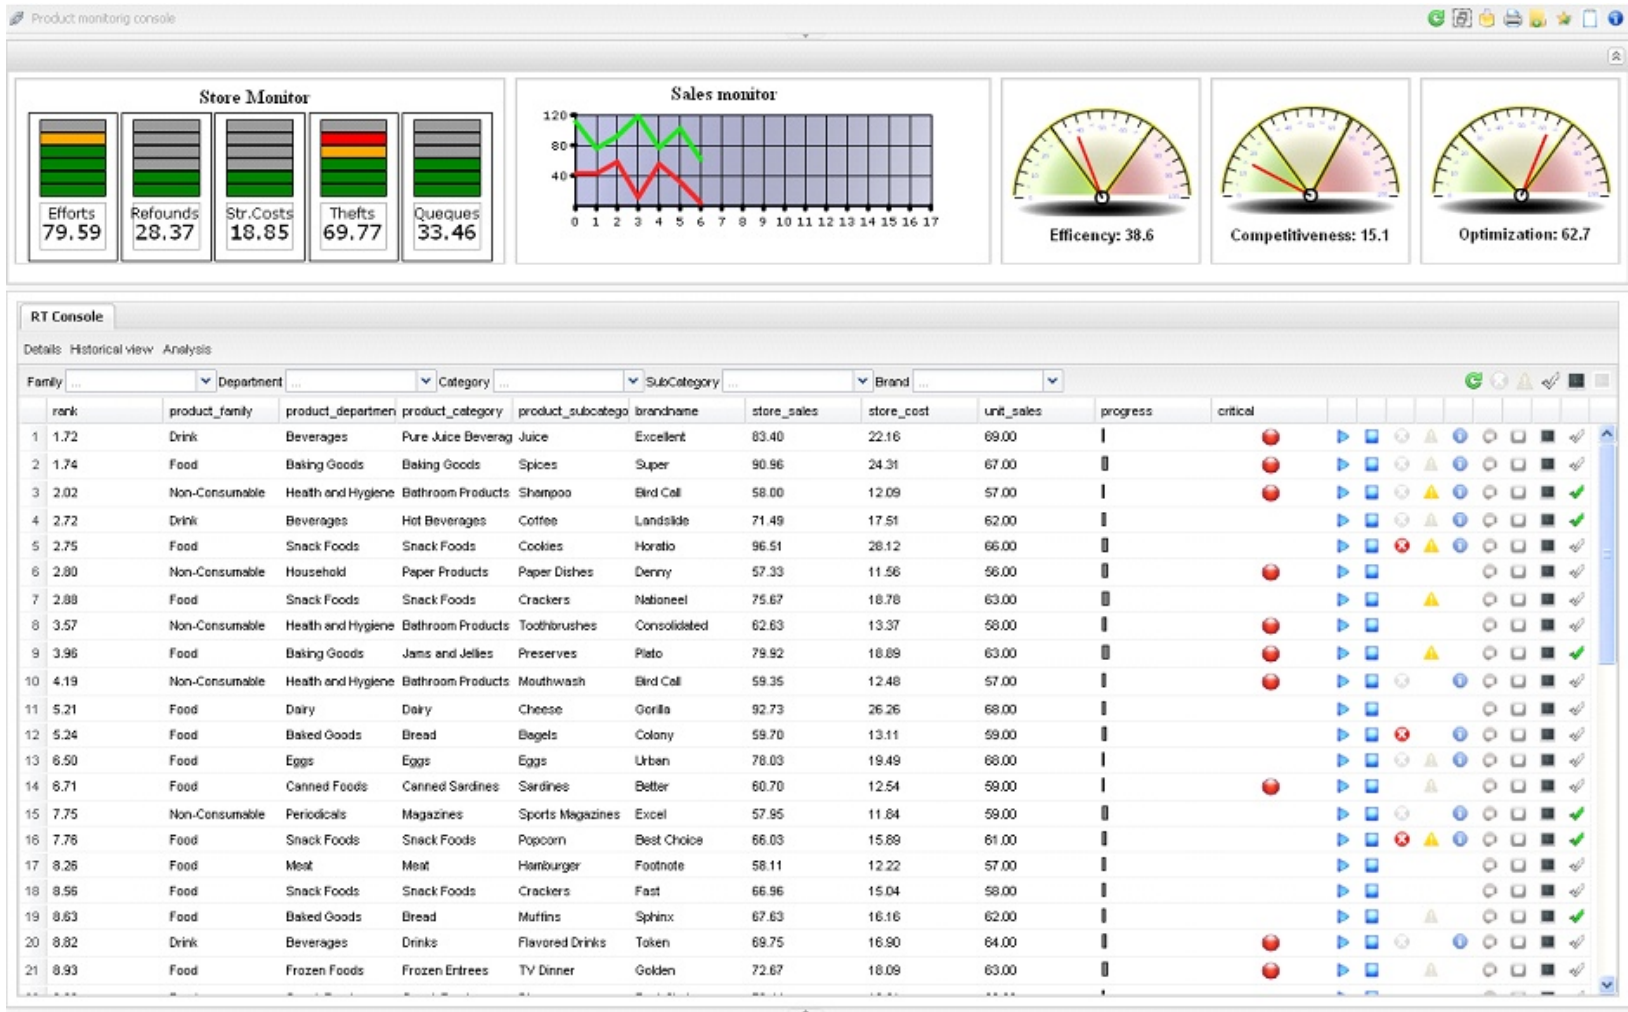 Product monitorig console
Store Monitor
Efforts
79.59
Refounds
28.37
Str.Costs
18.85
Thefts
69.77
Queques
33.46
Sales monitor
120
80
40
0 1 2 3 4 5 6 7 8 9 10 11 12 13 14 15 16 17
Efficency: 38.6
Competitiveness: 15.1
Optimization: 62.7
RT Console
Details Historical view Analysis
Family ... Department ... Category ... SubCategory ... Brand ...
rank product_family product_departmen product_category product_subcatego brandname store_sales store_cost unit_sales progress critical
1 1.72 Drink Beverages Pure Juice Beverag Juice Excellent 83.40 22.16 69.00
2 1.74 Food Baking Goods Baking Goods Spices Super 90.96 24.31 67.00
3 2.02 Non-Consumable Health and Hygiene Bathroom Products Shampoo Bird Call 58.00 12.09 57.00
4 2.72 Drink Beverages Hot Beverages Coffee Landslide 71.49 17.51 62.00
5 2.75 Food Snack Foods Snack Foods Cookies Horatio 96.51 28.12 66.00
6 2.80 Non-Consumable Household Paper Products Paper Dishes Denny 57.33 11.56 56.00
7 2.88 Food Snack Foods Snack Foods Crackers Nationeel 75.67 18.78 63.00
8 3.57 Non-Consumable Health and Hygiene Bathroom Products Toothbrushes Consolidated 62.63 13.37 58.00
9 3.96 Food Baking Goods Jams and Jellies Preserves Plato 79.92 18.89 63.00
10 4.19 Non-Consumable Health and Hygiene Bathroom Products Mouthwash Bird Call 59.35 12.48 57.00
11 5.21 Food Dairy Dairy Cheese Gorilla 92.73 26.26 68.00
12 5.24 Food Baked Goods Bread Bagels Colony 59.70 13.11 59.00
13 6.50 Food Eggs Eggs Eggs Urban 78.03 19.49 68.00
14 6.71 Food Canned Foods Canned Sardines Sardines Better 60.70 12.54 59.00
15 7.75 Non-Consumable Periodicals Magazines Sports Magazines Excel 57.95 11.84 59.00
16 7.76 Food Snack Foods Snack Foods Popcorn Best Choice 66.03 15.89 61.00
17 8.26 Food Meat Meat Hamburger Footnote 58.11 12.22 57.00
18 8.56 Food Snack Foods Snack Foods Crackers Fast 66.96 15.04 58.00
19 8.63 Food Baked Goods Bread Muffins Sphinx 67.63 16.16 62.00
20 8.82 Drink Beverages Drinks Flavored Drinks Token 69.75 16.90 64.00
21 8.93 Food Frozen Foods Frozen Entrees TV Dinner Golden 72.67 18.09 63.00